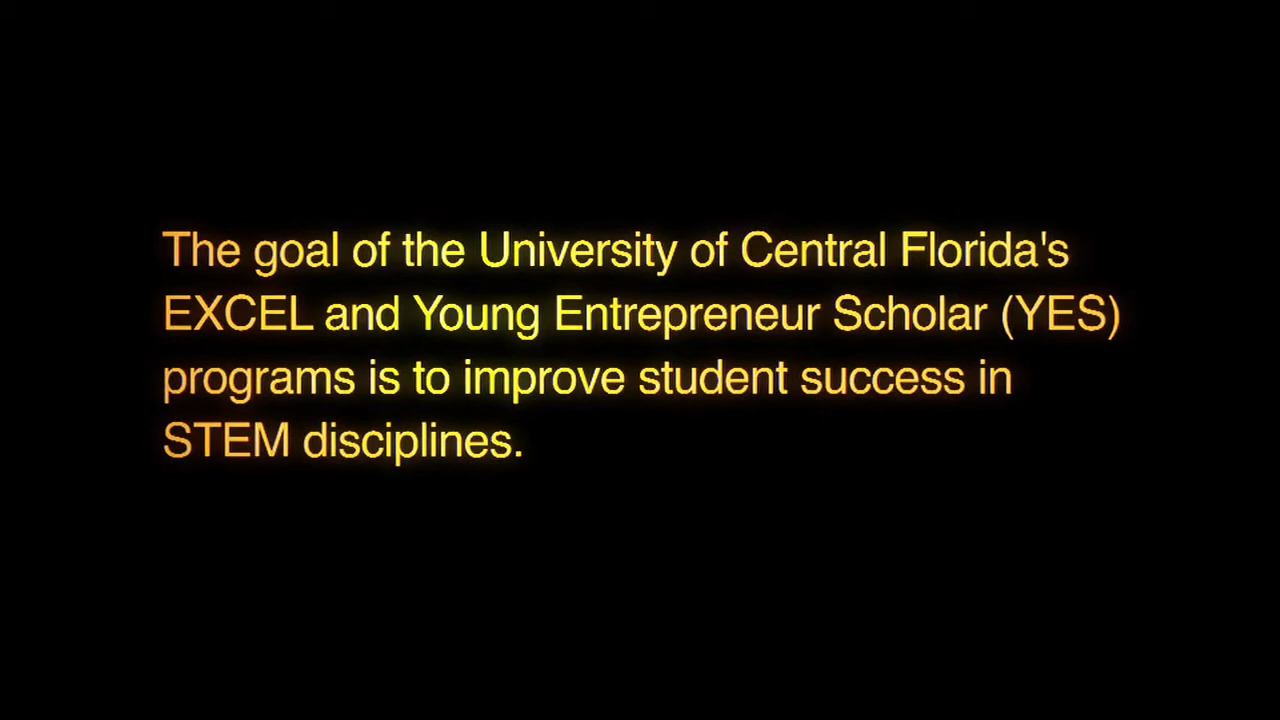 The goal of the University of Central Florida's
EXCEL and Young Entrepreneur Scholar (YES)
programs is to improve student success in
STEM disciplines.